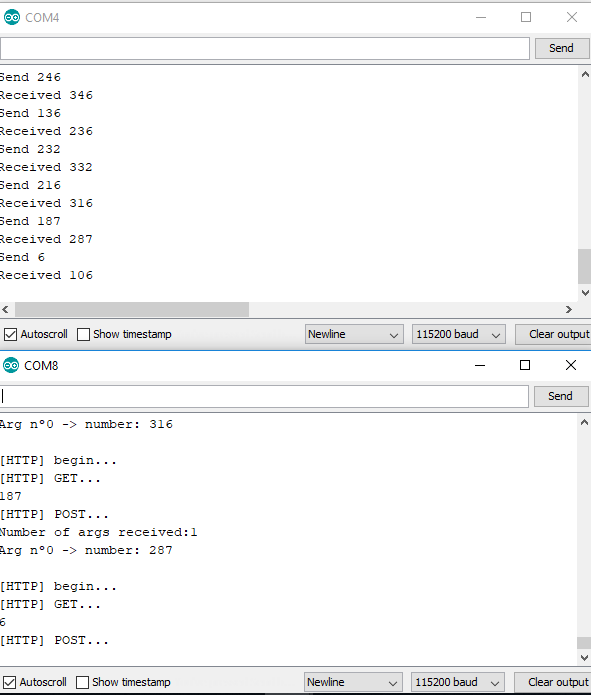 COM4
Send
Send 246
Received 346
Send 136
Received 236
Send 232
Received 332
Send 216
Received 316
Send 187
Received 287
Send 6
Received 106
Autoscroll Show timestamp Newline 115200 baud Clear output
COM8
Send
Arg n°0 -> number: 316
[HTTP] begin...
[HTTP] GET...
187
[HTTP] POST...
Number of args received:1
Arg n°0 -> number: 287
[HTTP] begin...
[HTTP] GET...
6
[HTTP] POST...
Autoscroll Show timestamp Newline 115200 baud Clear output